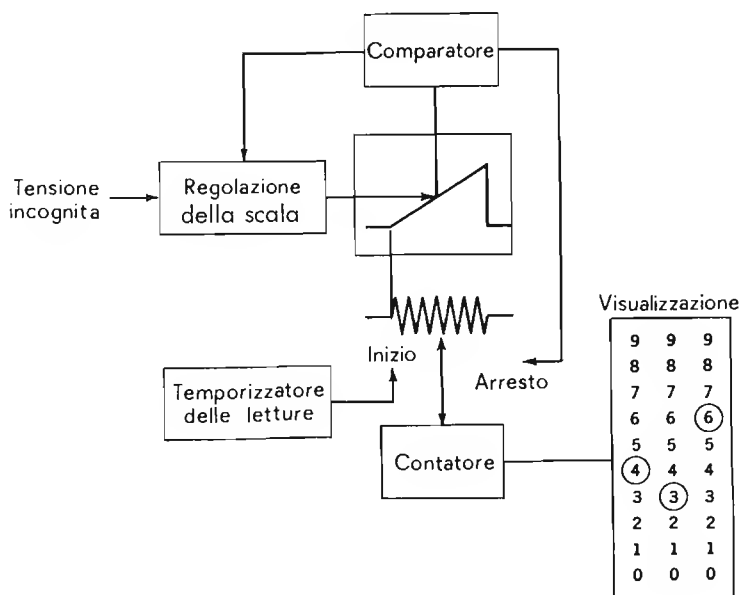 Comparatore
Tensione
incognita
Regolazione
della scala
Inizio
Arresto
Temporizzatore
delle letture
Contatore
Visualizzazione
9 9 9
8 8 8
7 7 7
6 6 6
5 5 5
4 4 4
3 3 3
2 2 2
1 1 1
0 0 0